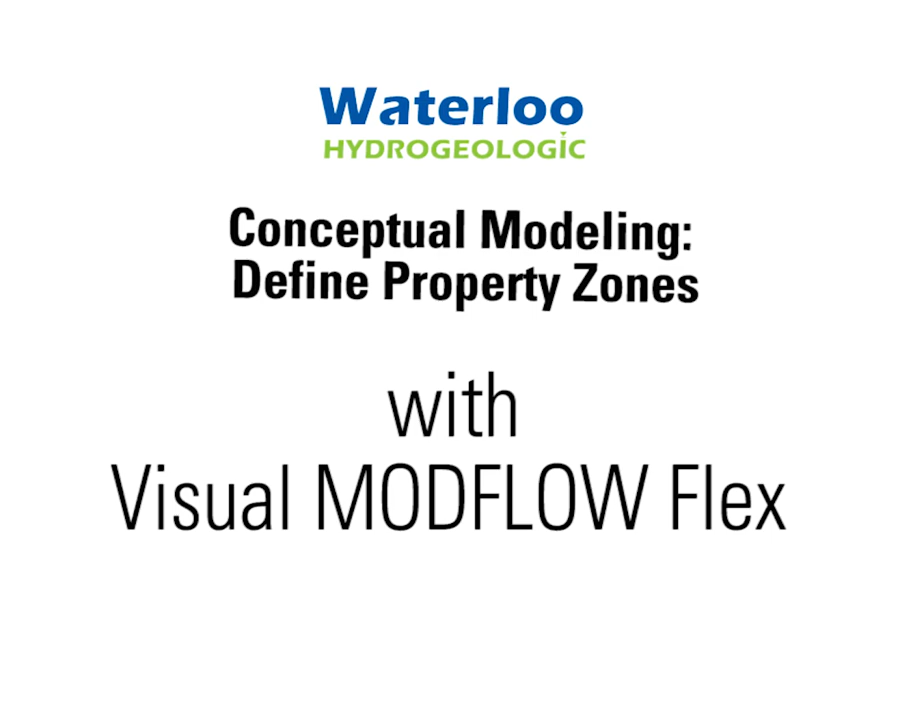 Waterloo
HYDROGEOLOGIC
Conceptual Modeling:
Define Property Zones
with
Visual MODFLOW Flex